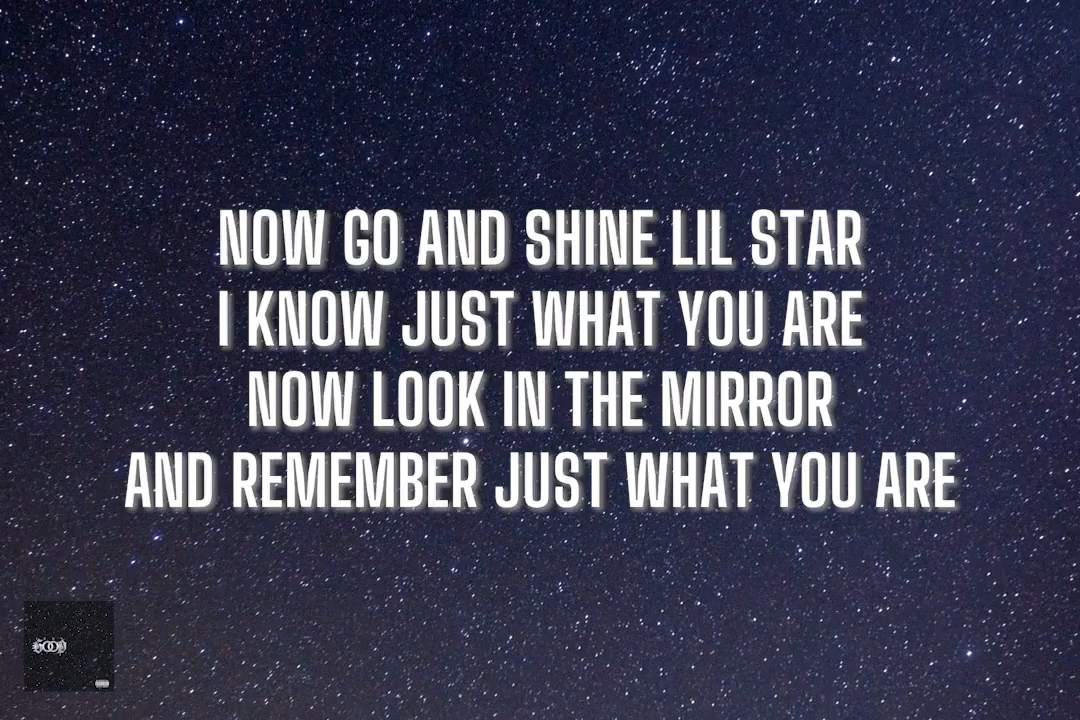 NOW GO AND SHINE LIL STAR
I KNOW JUST WHAT YOU ARE
NOW LOOK IN THE MIRROR
AND REMEMBER JUST WHAT YOU ARE